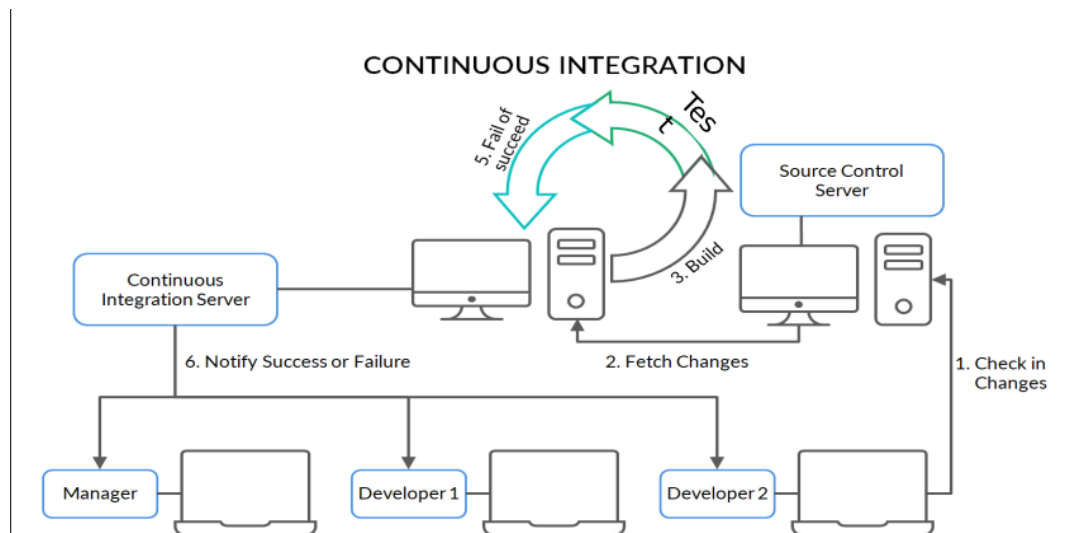 CONTINUOUS INTEGRATION
Tes
t
5. Fail of
succeed
Source Control
Server
3. Build
Continuous
Integration Server
6. Notify Success or Failure
2. Fetch Changes
1. Check in
Changes
Manager
Developer 1
Developer 2